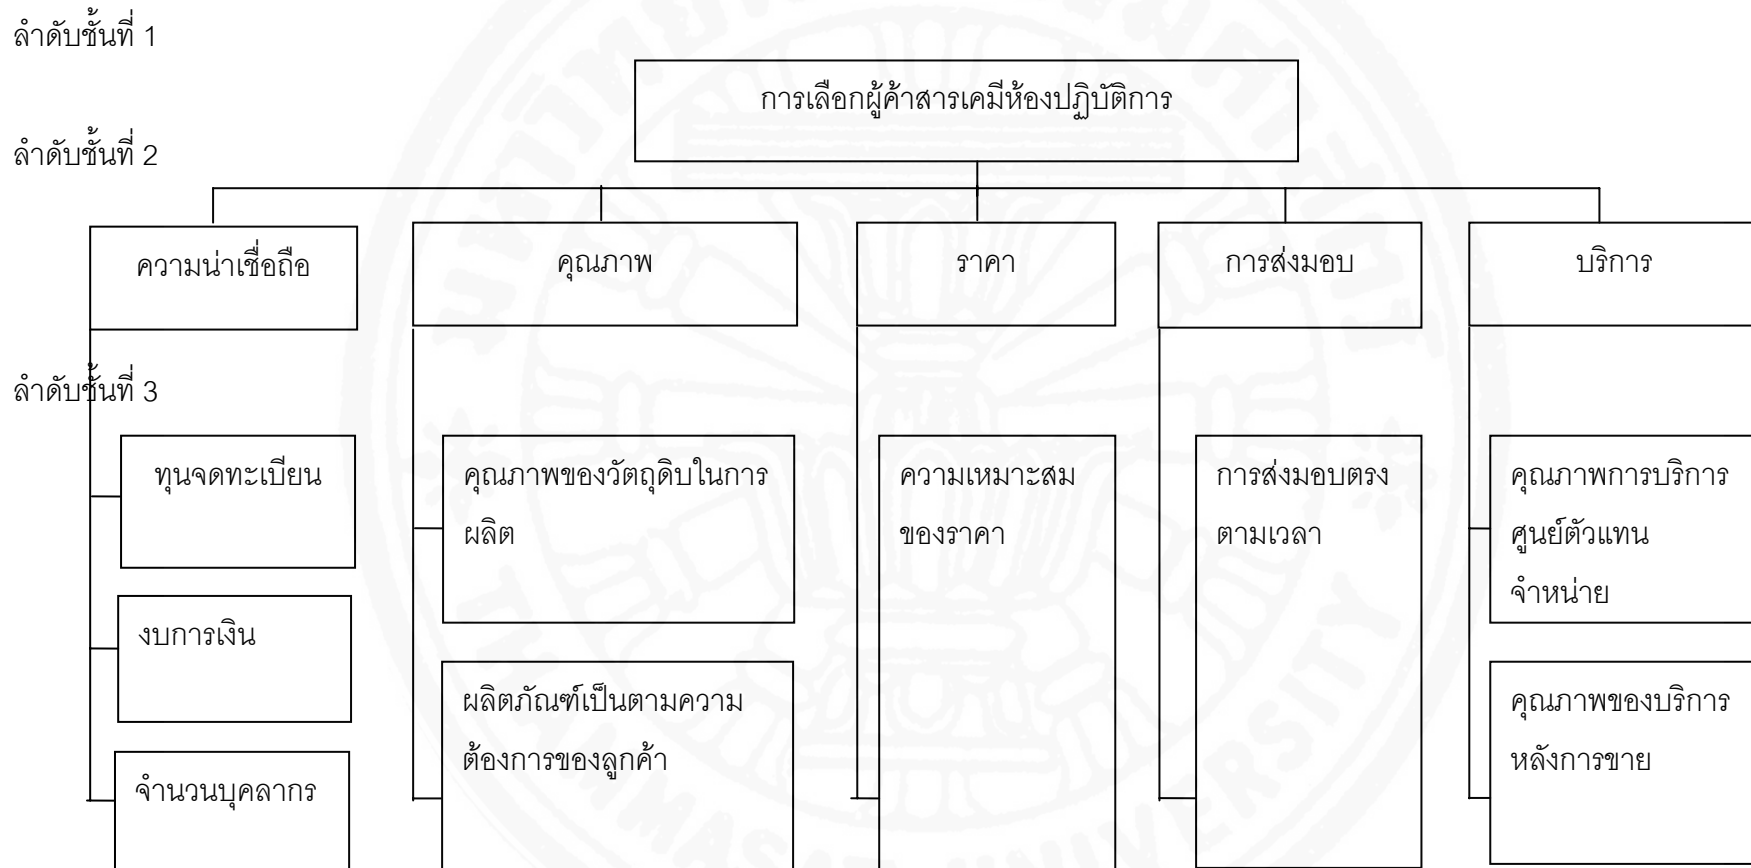 ลำดับชั้นที่ 1
การเลือกผู้ค้าสารเคมีห้องปฏิบัติการ
ลำดับชั้นที่ 2
ความน่าเชื่อถือ
คุณภาพ
ราคา
การส่งมอบ
บริการ
ลำดับชั้นที่ 3
ทุนจดทะเบียน
งบการเงิน
จำนวนบุคลากร
คุณภาพของวัตถุดิบในการ
ผลิต
ผลิตภัณฑ์เป็นตามความ
ต้องการของลูกค้า
ความเหมาะสม
ของราคา
การส่งมอบตรง
ตามเวลา
คุณภาพการบริการ
ศูนย์ตัวแทน
จำหน่าย
คุณภาพของบริการ
หลังการขาย